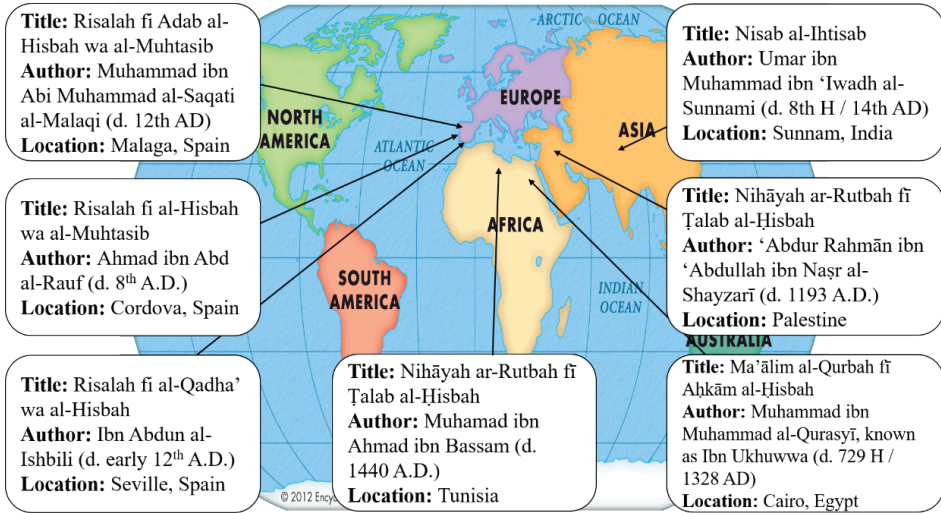 Title: Risalah fi Adab al-
Hisbah wa al-Muhtasib
Author: Muhammad ibn
Abi Muhammad al-Saqati
al-Malaqi (d. 12th AD)
Location: Malaga, Spain
Title: Risalah fi al-Hisbah
wa al-Muhtasib
Author: Ahmad ibn Abd
al-Rauf (d. 8th A.D.)
Location: Cordova, Spain
Title: Risalah fi al-Qadha’
wa al-Hisbah
Author: Ibn Abdun al-
Ishbili (d. early 12th A.D.)
Location: Seville, Spain
ARCTIC OCEAN
NORTH
AMERICA
ATLANTIC
OCEAN
EUROPE
ASIA
AFRICA
SOUTH
AMERICA
INDIAN
OCEAN
AUSTRALIA
© 2012 Encyc
Title: Nihāyah ar-Rutbah fī
Ṭalab al-Ḥisbah
Author: Muhamad ibn
Ahmad ibn Bassam (d.
1440 A.D.)
Location: Tunisia
Title: Nisab al-Ihtisab
Author: Umar ibn
Muhammad ibn ‘Iwadh al-
Sunnami (d. 8th H / 14th AD)
Location: Sunnam, India
Title: Nihāyah ar-Rutbah fī
Ṭalab al-Ḥisbah
Author: ‘Abdur Rahmān ibn
‘Abdullah ibn Naṣr al-
Shayzarī (d. 1193 A.D.)
Location: Palestine
Title: Ma’ālim al-Qurbah fī
Aḥkām al-Ḥisbah
Author: Muhammad ibn
Muhammad al-Qurasyī, known
as Ibn Ukhuwwa (d. 729 H /
1328 AD)
Location: Cairo, Egypt